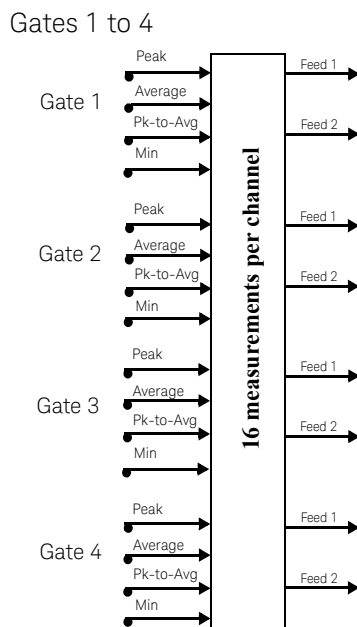 Gates 1 to 4
Gate 1
Peak
Average
Pk-to-Avg
Min
Feed 1
Feed 2
Gate 2
Peak
Average
Pk-to-Avg
Min
Feed 1
Feed 2
Gate 3
Peak
Average
Pk-to-Avg
Min
Feed 1
Feed 2
Gate 4
Peak
Average
Pk-to-Avg
Min
Feed 1
Feed 2
16 measurements per channel